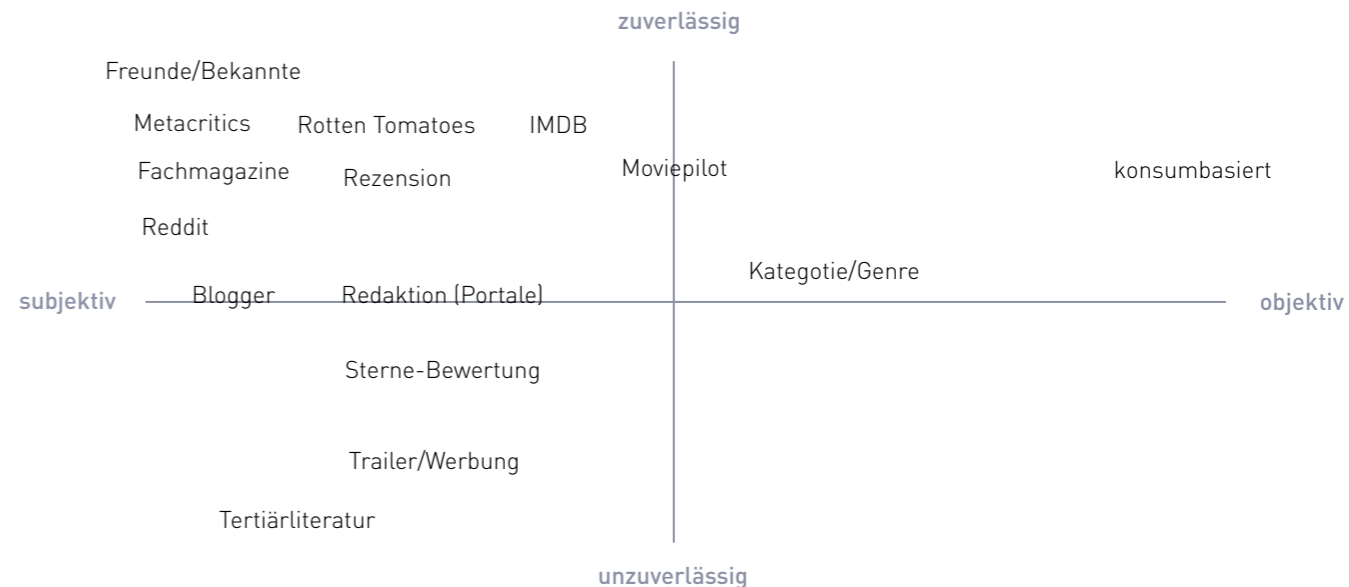 zuverlässig
Freunde/Bekannte
Metacritics Rotten Tomatoes IMDB
Fachmagazine Rezension Moviepilot konsumbasiert
Reddit
Kategotie/Genre
subjektiv Blogger Redaktion (Portale) objektiv
Sterne-Bewertung
Trailer/Werbung
Tertiärliteratur
unzuverlässig